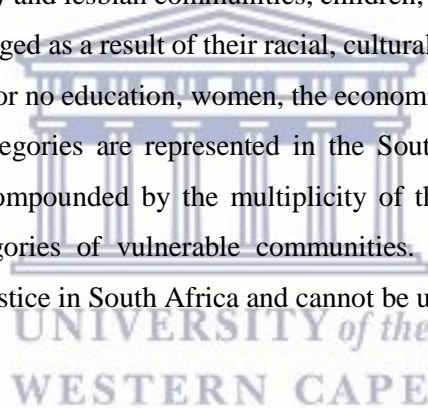 y and lesbian communities, children,
ged as a result of their racial, cultural
or no education, women, the economi
egories are represented in the Sout
ompounded by the multiplicity of th
gories of vulnerable communities.
stice in South Africa and cannot be u
UNIVERSITY of the
WESTERN CAPE